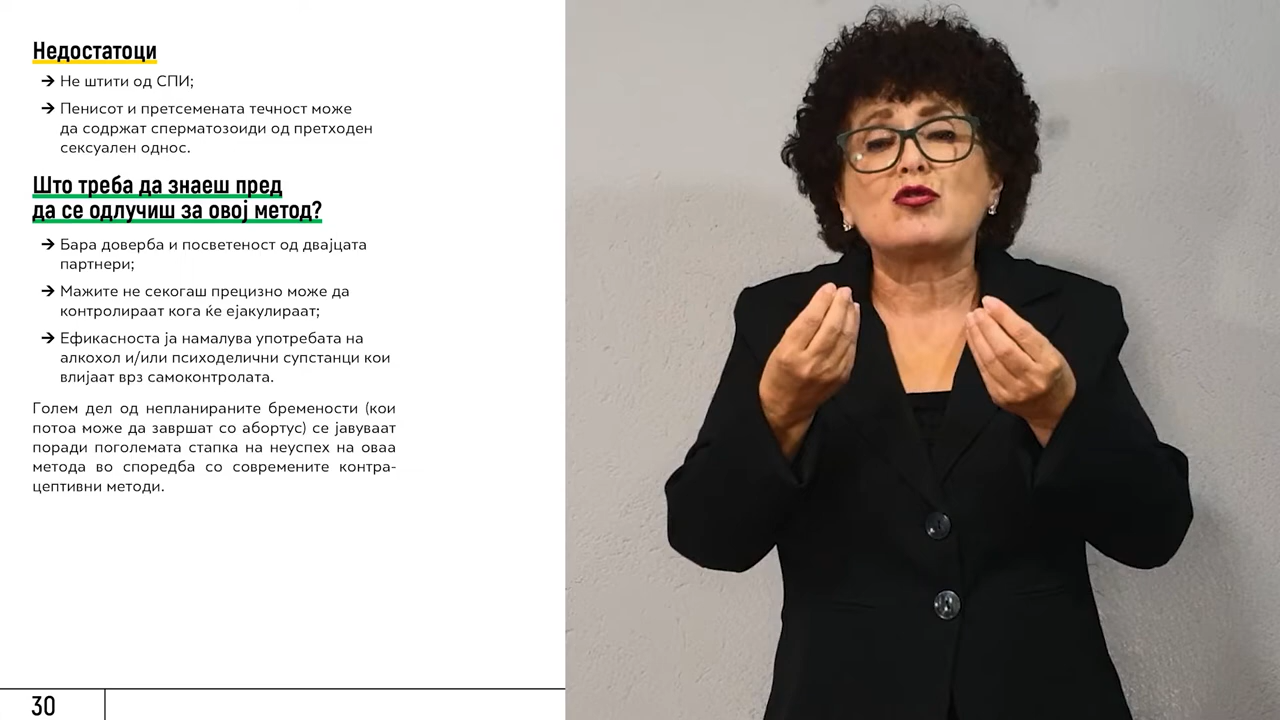 Недостатоци
→ Не штити од СПИ;
→ Пенисот и претсемената течност може
да содржат сперматозоиди од претходен
сексуален однос.
Што треба да знаеш пред
да се одлучиш за овој метод?
→ Бара доверба и посветеност од двајцата
партнери;
→ Мажите не секогаш прецизно може да
контролираат кога ќе ејакулираат;
→ Ефикасноста ја намалува употребата на
алкохол и/или психоделични супстанци кои
влијаат врз самоконтролата.
Голем дел од непланираните бремености (кои
потоа може да завршат со абортус) се јавуваат
поради поголемата стапка на неуспех на оваа
метода во споредба со современите контра-
цептивни методи.
30